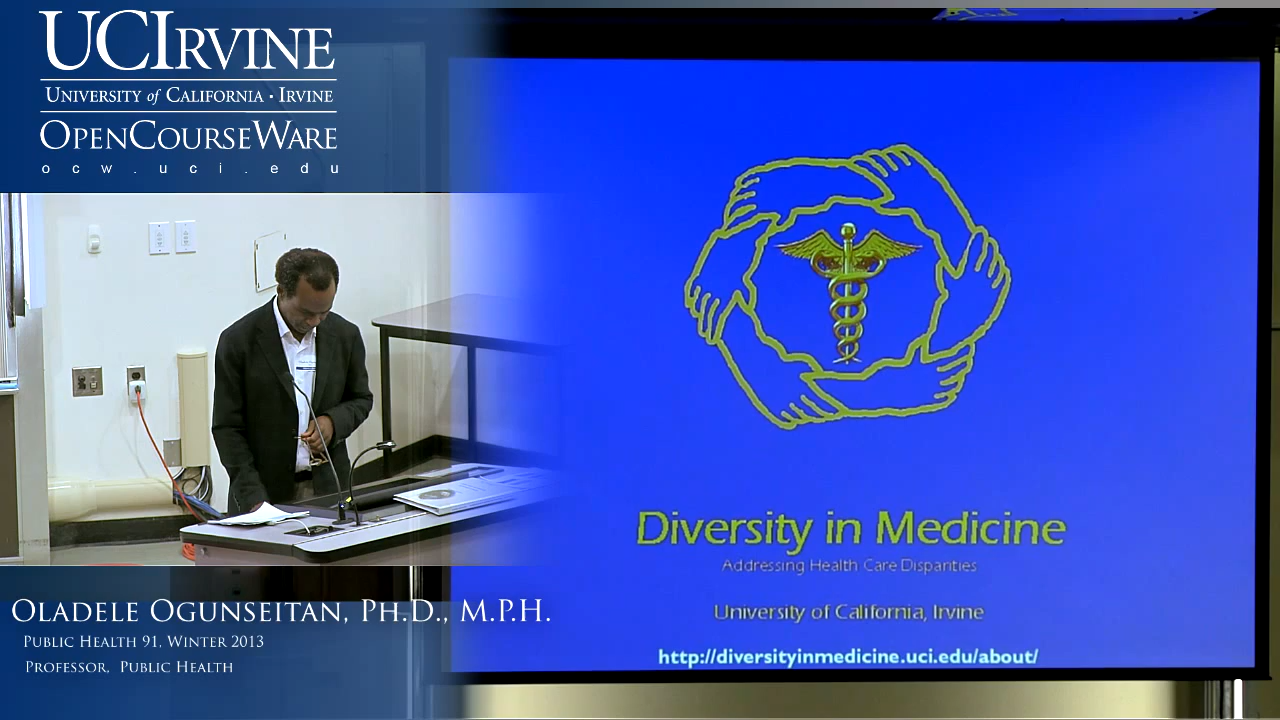 UCIRVINE
UNIVERSITY of CALIFORNIA · IRVINE
OPENCOURSEWARE
ocw.uci.edu
Diversity in Medicine
Addressing Health Care Disparities
University of California, Irvine
http://diversityinmedicine.uci.edu/about/
OLADELE OGUNSEITAN, PH.D., M.P.H.
PUBLIC HEALTH 91, WINTER 2013
PROFESSOR, PUBLIC HEALTH